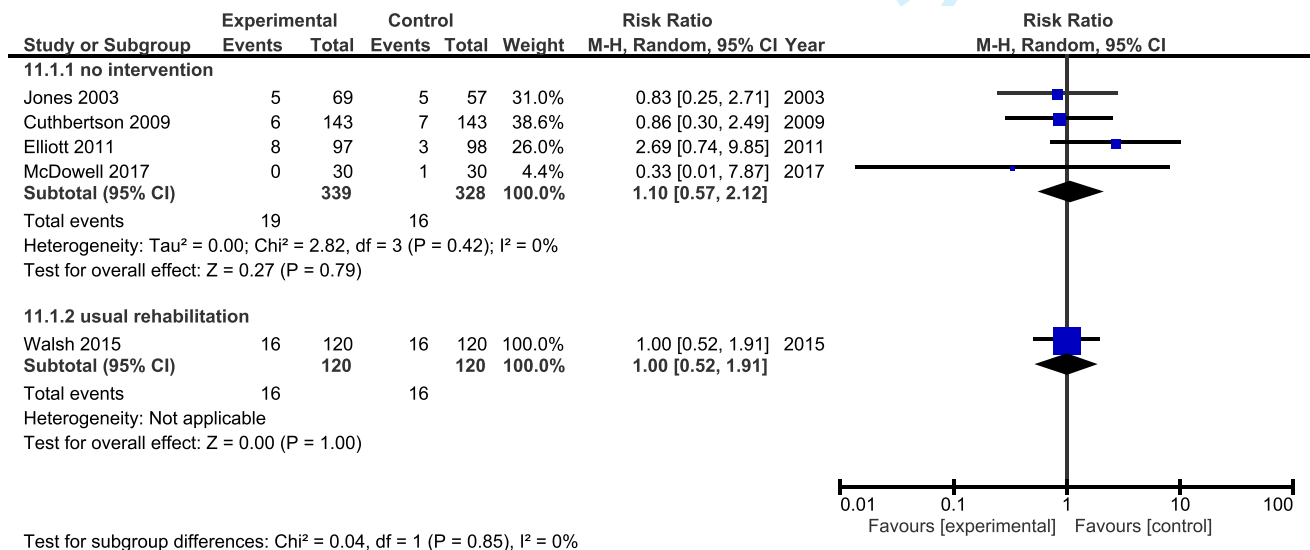 Experimental Control Risk Ratio Risk Ratio
Study or Subgroup Events Total Events Total Weight M-H, Random, 95% CI Year M-H, Random, 95% CI
11.1.1 no intervention
Jones 2003 5 69 5 57 31.0% 0.83 [0.25, 2.71] 2003
Cuthbertson 2009 6 143 7 143 38.6% 0.86 [0.30, 2.49] 2009
Elliott 2011 8 97 3 98 26.0% 2.69 [0.74, 9.85] 2011
McDowell 2017 0 30 1 30 4.4% 0.33 [0.01, 7.87] 2017
Subtotal (95% CI) 339 328 100.0% 1.10 [0.57, 2.12]
Total events 19 16
Heterogeneity: Tau² = 0.00; Chi² = 2.82, df = 3 (P = 0.42); I² = 0%
Test for overall effect: Z = 0.27 (P = 0.79)
11.1.2 usual rehabilitation
Walsh 2015 16 120 16 120 100.0% 1.00 [0.52, 1.91] 2015
Subtotal (95% CI) 120 120 100.0% 1.00 [0.52, 1.91]
Total events 16 16
Heterogeneity: Not applicable
Test for overall effect: Z = 0.00 (P = 1.00)
0.01 0.1 1 10 100
Favours [experimental] Favours [control]
Test for subgroup differences: Chi² = 0.04, df = 1 (P = 0.85), I² = 0%